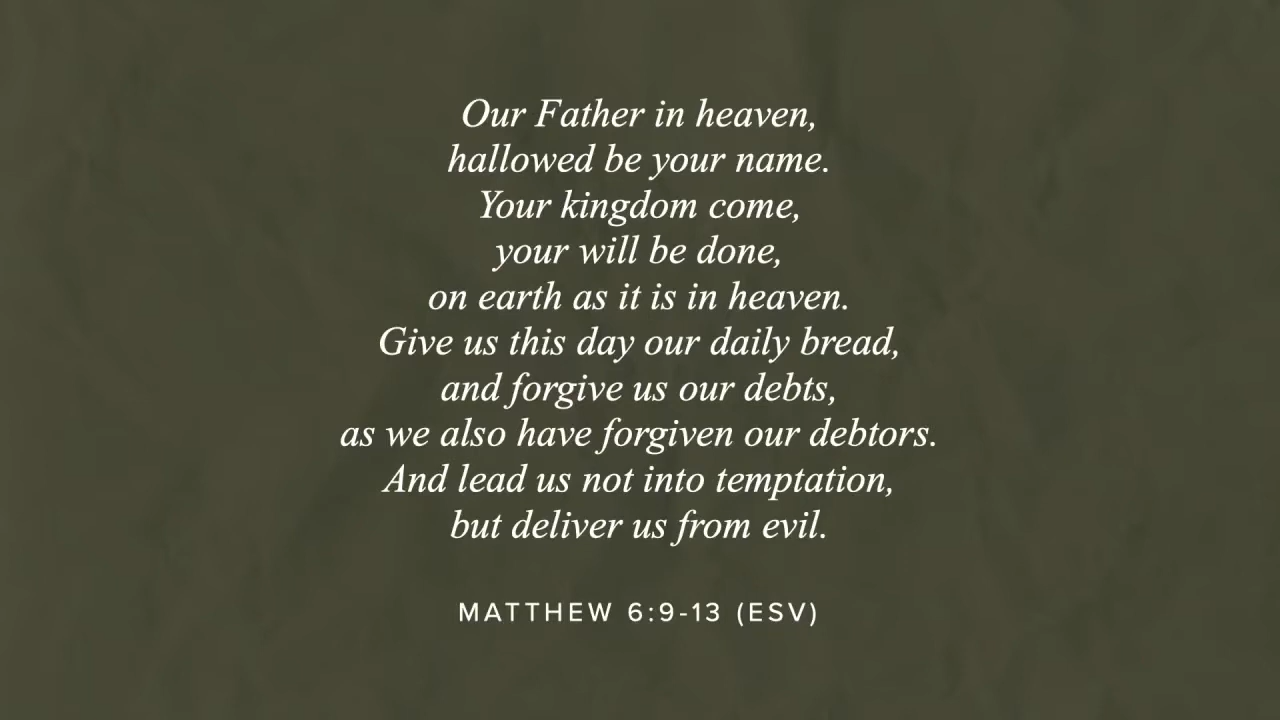 Our Father in heaven,
hallowed be your name.
Your kingdom come,
your will be done,
on earth as it is in heaven.
Give us this day our daily bread,
and forgive us our debts,
as we also have forgiven our debtors.
And lead us not into temptation,
but deliver us from evil.
MATTHEW 6:9-13 (ESV)